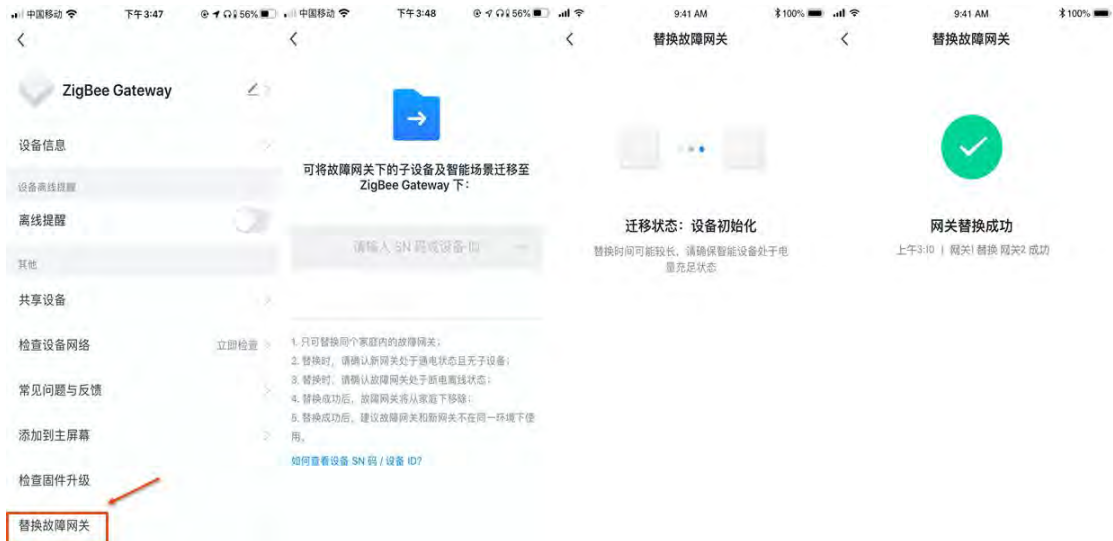 中国移动
下午3:47
56%
ZigBee Gateway
设备信息
设备离线提醒
离线提醒
其他
共享设备
检查设备网络
立即检查
常见问题与反馈
添加到主屏幕
检查固件升级
替换故障网关
中国移动
下午3:48
56%
可将故障网关下的子设备及智能场景迁移至
ZigBee Gateway 下：
请输入 SN 码或设备 ID
1. 只可替换同个家庭内的故障网关；
2. 替换时，请确认新网关处于通电状态且无子设备；
3. 替换时，请确认故障网关处于断电离线状态；
4. 替换成功后，故障网关将从家庭下移除；
5. 替换成功后，建议故障网关和新网关不在同一环境下使
用。
如何查看设备 SN 码 / 设备 ID?
9:41 AM
100%
替换故障网关
迁移状态：设备初始化
替换时间可能较长，请确保智能设备处于电
量充足状态
9:41 AM
100%
替换故障网关
网关替换成功
上午3:10 | 网关1 替换 网关2 成功